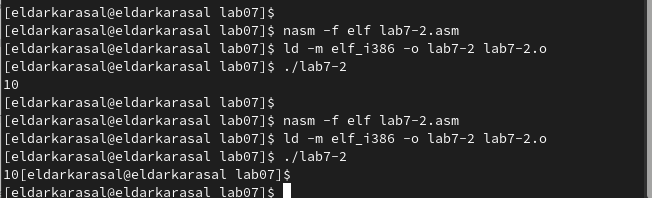 [eldarkarasal@eldarkarasal lab07]$
[eldarkarasal@eldarkarasal lab07]$ nasm -f elf lab7-2.asm
[eldarkarasal@eldarkarasal lab07]$ ld -m elf_i386 -o lab7-2 lab7-2.o
[eldarkarasal@eldarkarasal lab07]$ ./lab7-2
10
[eldarkarasal@eldarkarasal lab07]$
[eldarkarasal@eldarkarasal lab07]$ nasm -f elf lab7-2.asm
[eldarkarasal@eldarkarasal lab07]$ ld -m elf_i386 -o lab7-2 lab7-2.o
[eldarkarasal@eldarkarasal lab07]$ ./lab7-2
10[eldarkarasal@eldarkarasal lab07]$
[eldarkarasal@eldarkarasal lab07]$